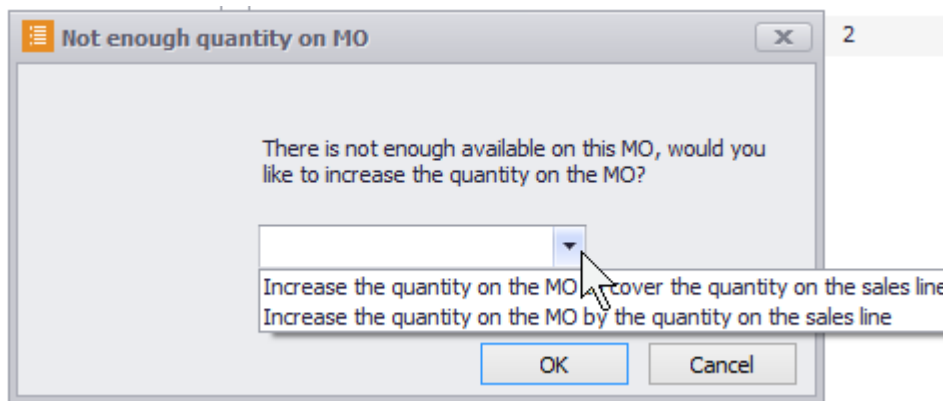 Not enough quantity on MO
2
There is not enough available on this MO, would you
like to increase the quantity on the MO?
Increase the quantity on the MO cover the quantity on the sales line
Increase the quantity on the MO by the quantity on the sales line
OK Cancel